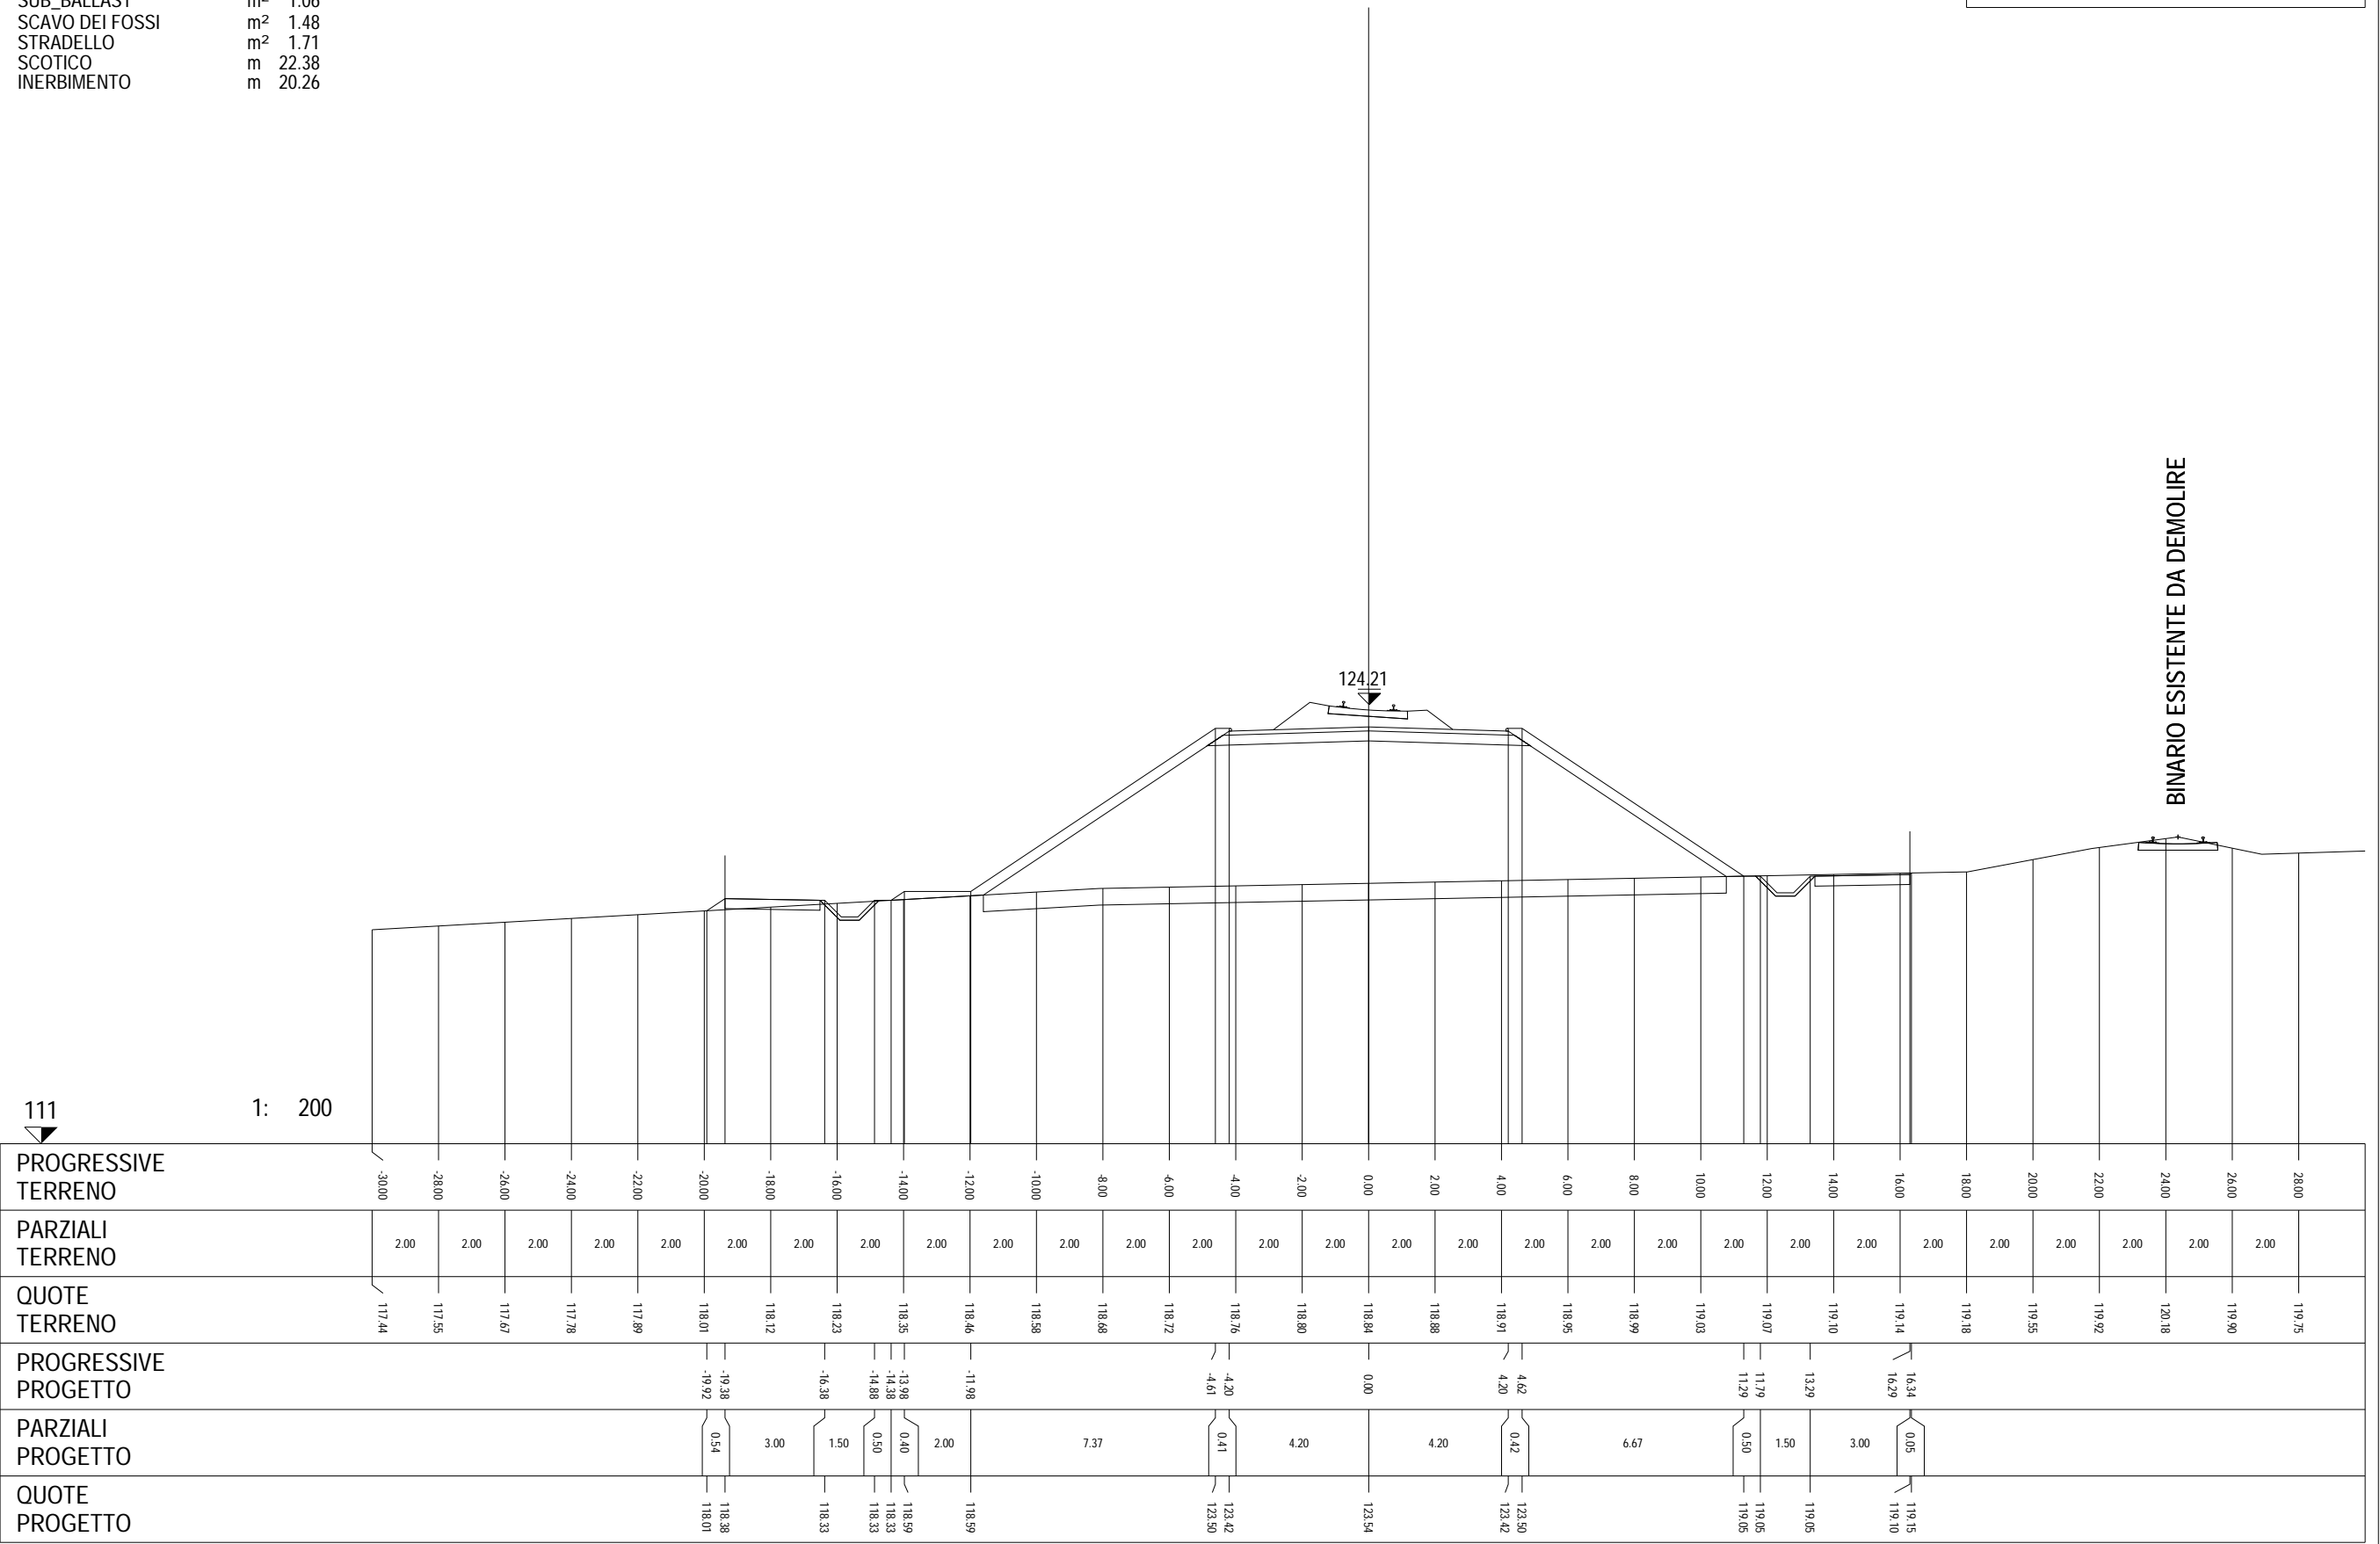 SUB_BALLAST m² 1.06
SCAVO DEI FOSSI m² 1.48
STRADELLO m² 1.71
SCOTICO m 22.38
INERBIMENTO m 20.26
BINARIO ESISTENTE DA DEMOLIRE
124.21
111 1: 200
PROGRESSIVE
TERRENO
-30.00 -28.00 -26.00 -24.00 -22.00 -20.00 -18.00 -16.00 -14.00 -12.00 -10.00 -8.00 -6.00 -4.00 -2.00 0.00 2.00 4.00 6.00 8.00 10.00 12.00 14.00 16.00 18.00 20.00 22.00 24.00 26.00 28.00
PARZIALI
TERRENO
2.00 2.00 2.00 2.00 2.00 2.00 2.00 2.00 2.00 2.00 2.00 2.00 2.00 2.00 2.00 2.00 2.00 2.00 2.00 2.00 2.00 2.00 2.00 2.00 2.00 2.00 2.00 2.00 2.00
QUOTE
TERRENO
117.44 117.55 117.67 117.78 117.89 118.01 118.12 118.23 118.35 118.46 118.58 118.68 118.72 118.76 118.80 118.84 118.88 118.91 118.95 118.99 119.03 119.07 119.10 119.14 119.18 119.55 119.92 120.18 119.90 119.75
PROGRESSIVE
PROGETTO
-19.92 -19.38 -16.38 -14.88 -14.38 -13.98 -11.98 -4.61 -4.20 0.00 4.20 4.62 11.29 11.79 13.29 16.29 16.34
PARZIALI
PROGETTO
0.54 3.00 1.50 0.50 0.40 2.00 7.37 0.41 4.20 4.20 0.42 6.67 0.50 1.50 3.00 0.05
QUOTE
PROGETTO
118.01 118.38 118.33 118.33 118.33 118.59 118.59 123.50 123.42 123.54 123.42 123.50 119.05 119.05 119.05 119.10 119.15